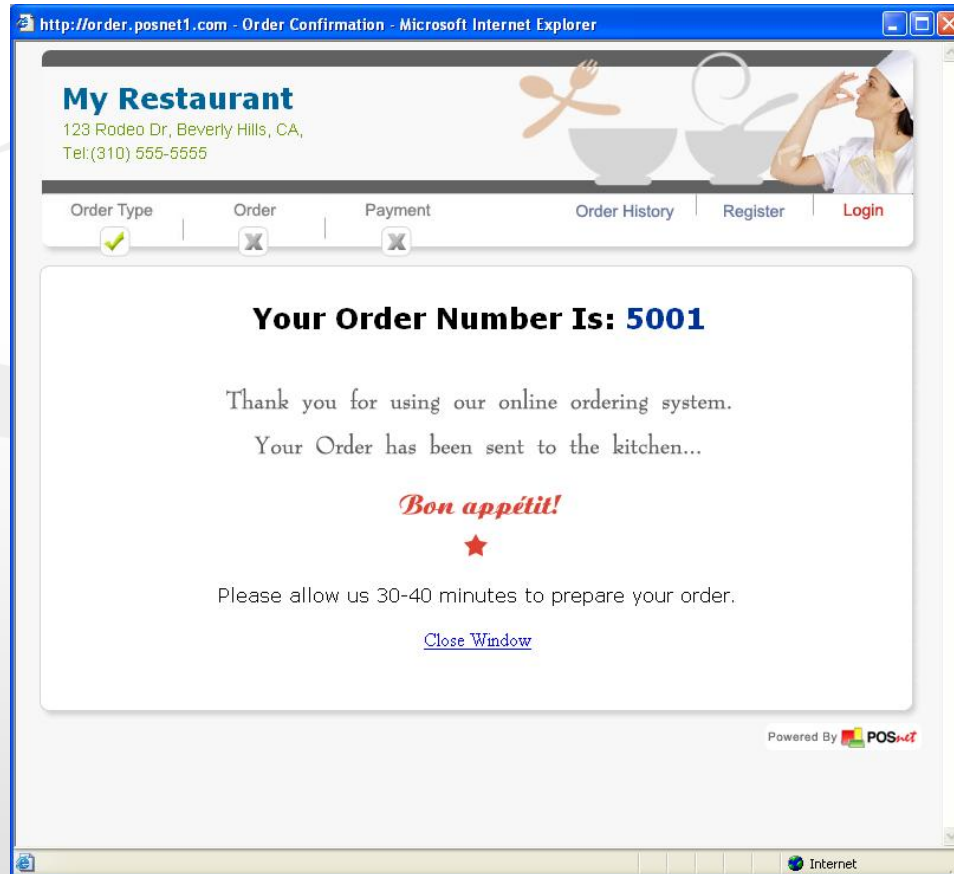 http://order.posnet1.com - Order Confirmation - Microsoft Internet Explorer
My Restaurant
123 Rodeo Dr, Beverly Hills, CA,
Tel:(310) 555-5555
Order Type Order Payment Order History Register Login
Your Order Number Is: 5001
Thank you for using our online ordering system.
Your Order has been sent to the kitchen...
Bon appétit!
Please allow us 30-40 minutes to prepare your order.
Close Window
Powered By POSnet
Internet